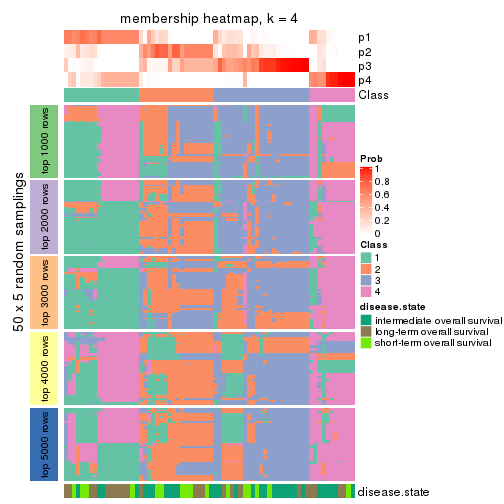 membership heatmap, k = 4
p1
p2
p3
p4
Class
50 x 5 random samplings
top 1000 rows
top 2000 rows
top 3000 rows
top 4000 rows
top 5000 rows
Prob
1
0.8
0.6
0.4
0.2
0
Class
1
2
3
4
disease.state
intermediate overall survival
long-term overall survival
short-term overall survival
disease.state